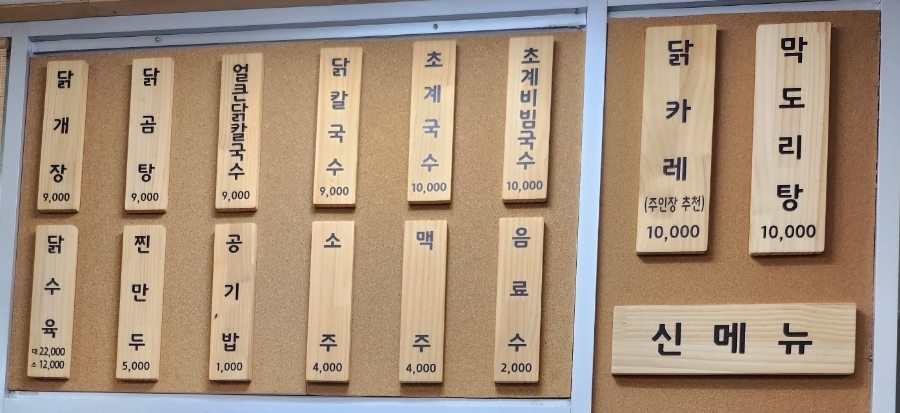 닭개장
9,000
닭곰탕
9,000
얼큰닭칼국수
9,000
닭칼국수
9,000
초계국수
10,000
초계비빔국수
10,000
닭수육
대 22,000
소 12,000
찐만두
5,000
공기밥
1,000
소주
4,000
맥주
4,000
음료수
2,000
닭카레
(주인장 추천)
10,000
막도리탕
10,000
신메뉴